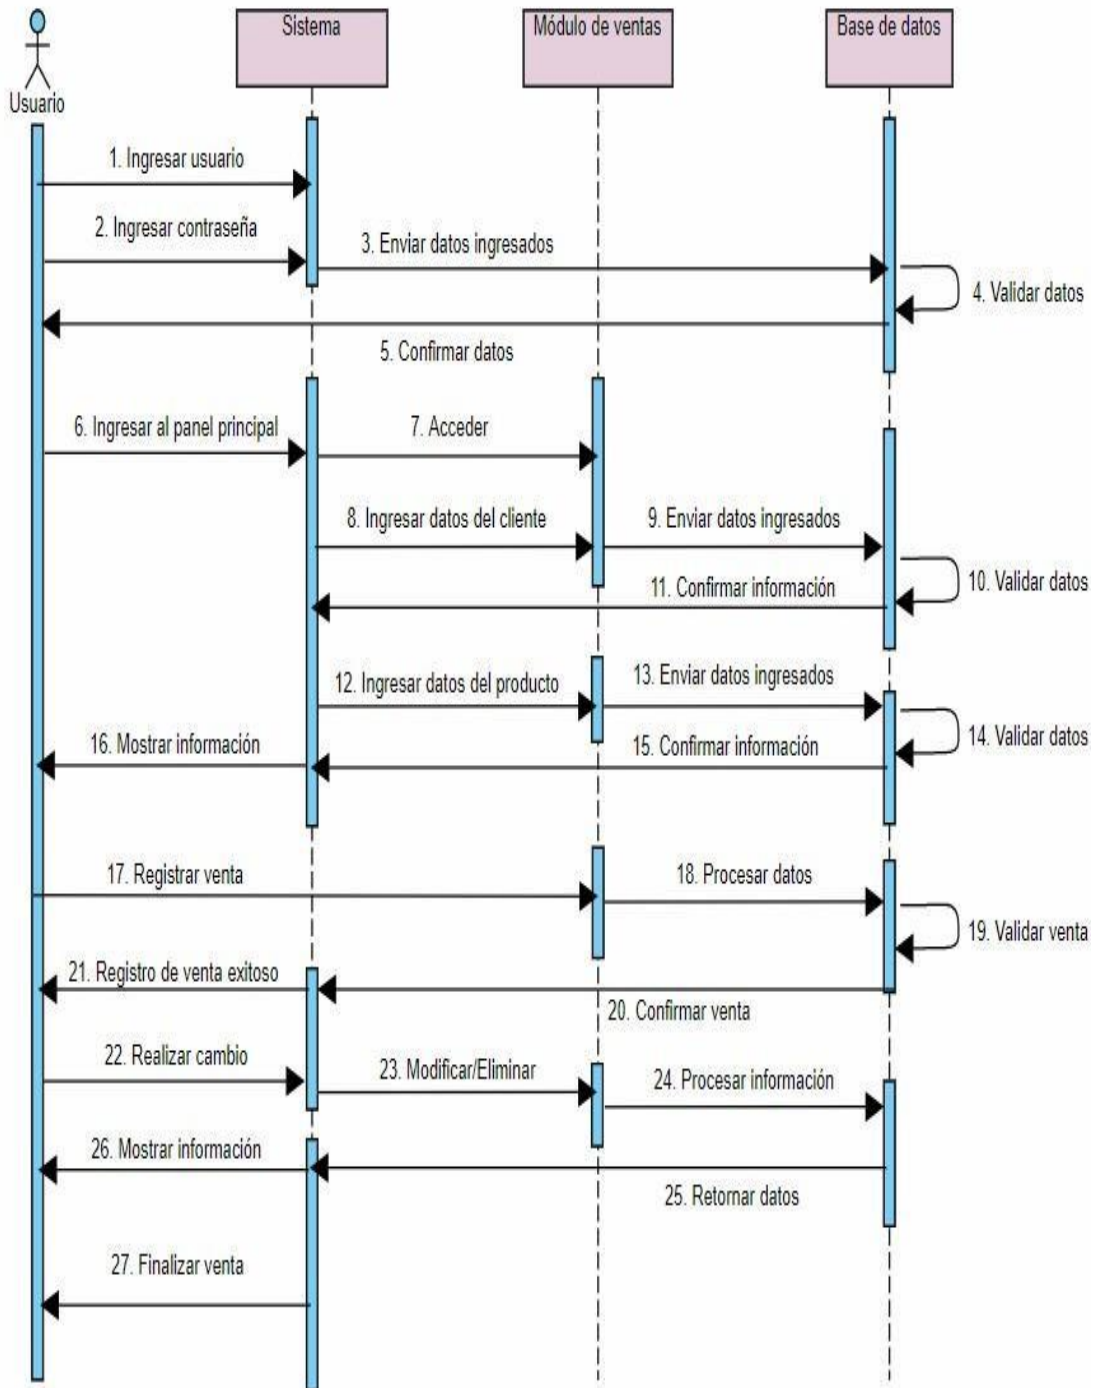 Sistema
Módulo de ventas
Base de datos
Usuario
1. Ingresar usuario
2. Ingresar contraseña
3. Enviar datos ingresados
4. Validar datos
5. Confirmar datos
6. Ingresar al panel principal
7. Acceder
8. Ingresar datos del cliente
9. Enviar datos ingresados
10. Validar datos
11. Confirmar información
12. Ingresar datos del producto
13. Enviar datos ingresados
14. Validar datos
15. Confirmar información
16. Mostrar información
17. Registrar venta
18. Procesar datos
19. Validar venta
20. Confirmar venta
21. Registro de venta exitoso
22. Realizar cambio
23. Modificar/Eliminar
24. Procesar información
25. Retornar datos
26. Mostrar información
27. Finalizar venta